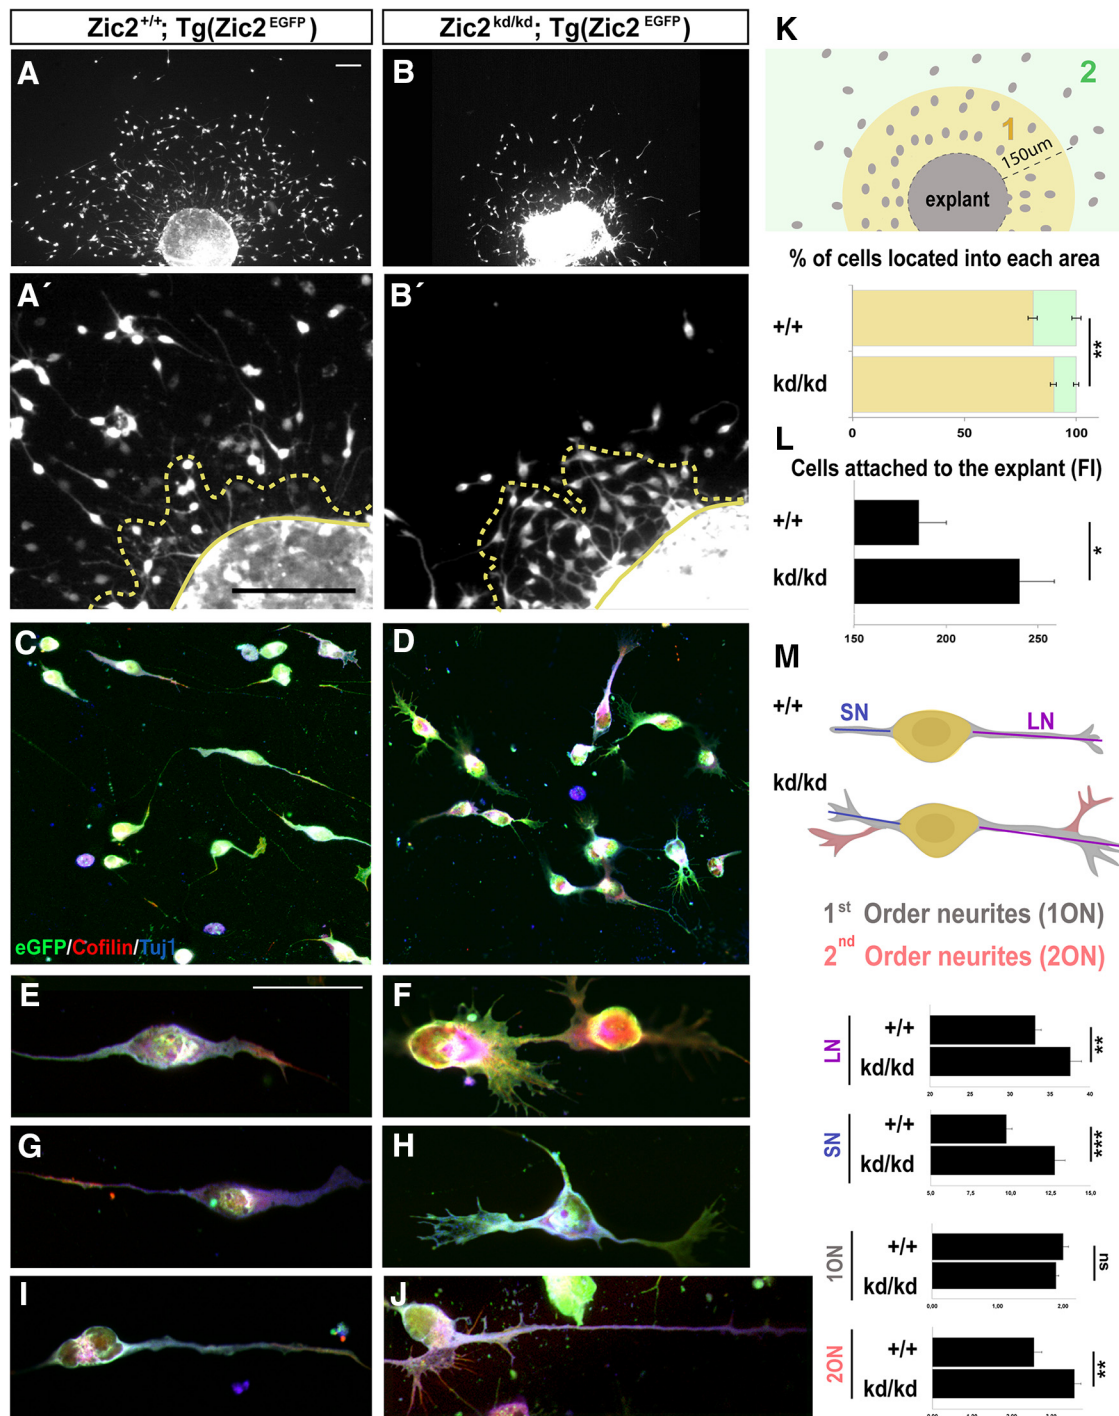 Zic2+/+; Tg(Zic2EGFP)
Zic2kd/kd; Tg(Zic2EGFP)
A
B
A´
B´
C
D
eGFP/Cofilin/Tuj1
E
F
G
H
I
J
K
2
1
150um
explant
% of cells located into each area
+/+
kd/kd
**
0 50 100
L
Cells attached to the explant (FI)
+/+
kd/kd
*
150 200 250
M
+/+
SN
LN
kd/kd
1st Order neurites (1ON)
2nd Order neurites (2ON)
LN
+/+
kd/kd
**
20 25 30 35 40
SN
+/+
kd/kd
***
5,0 7,5 10,0 12,5 15,0
1ON
+/+
kd/kd
ns
0,00 1,00 2,00
2ON
+/+
kd/kd
**